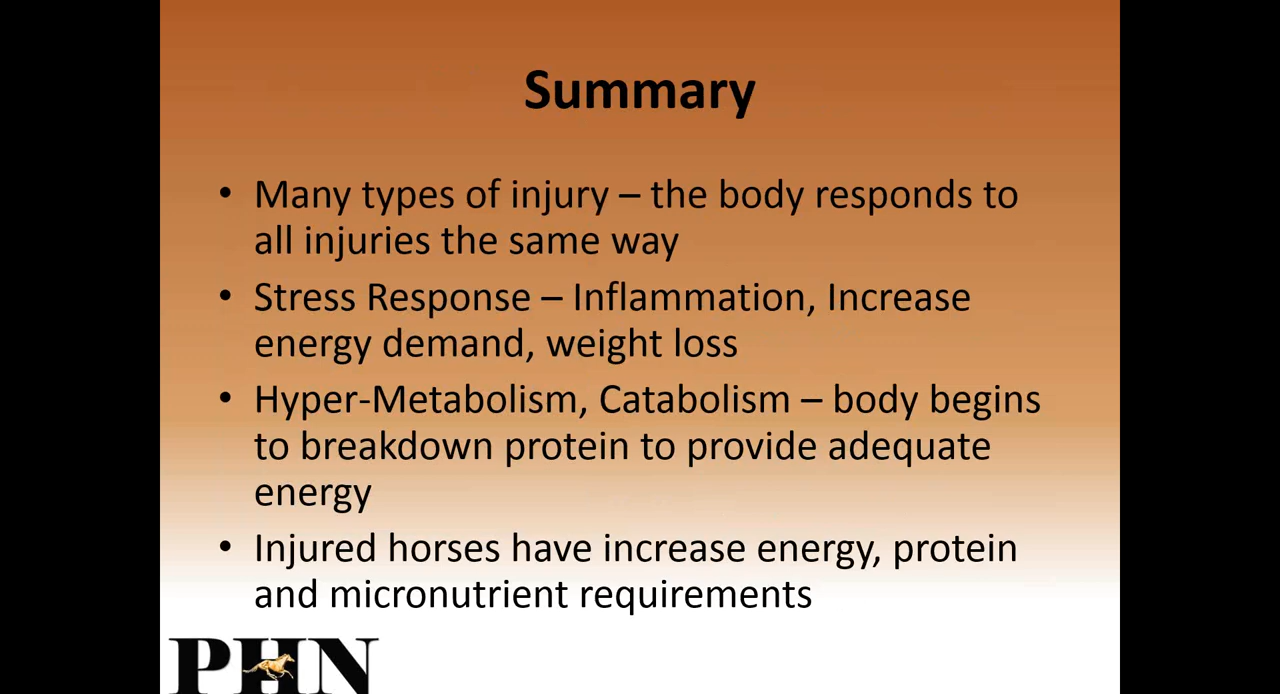 Summary
• Many types of injury – the body responds to
all injuries the same way
• Stress Response – Inflammation, Increase
energy demand, weight loss
• Hyper-Metabolism, Catabolism – body begins
to breakdown protein to provide adequate
energy
• Injured horses have increase energy, protein
and micronutrient requirements
PHN